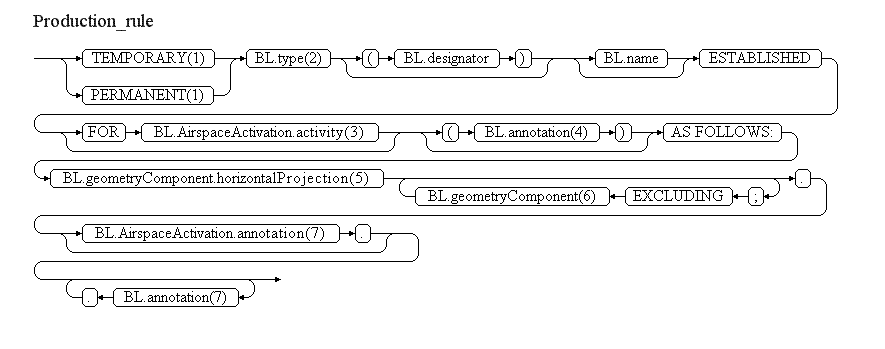 Production_rule
TEMPORARY(1) BL.type(2) ( BL.designator ) BL.name ESTABLISHED
PERMANENT(1)
FOR BL.AirspaceActivation.activity(3) ( BL.annotation(4) ) AS FOLLOWS:
BL.geometryComponent.horizontalProjection(5) .
BL.geometryComponent(6) EXCLUDING ;
BL.AirspaceActivation.annotation(7) .
. BL.annotation(7)